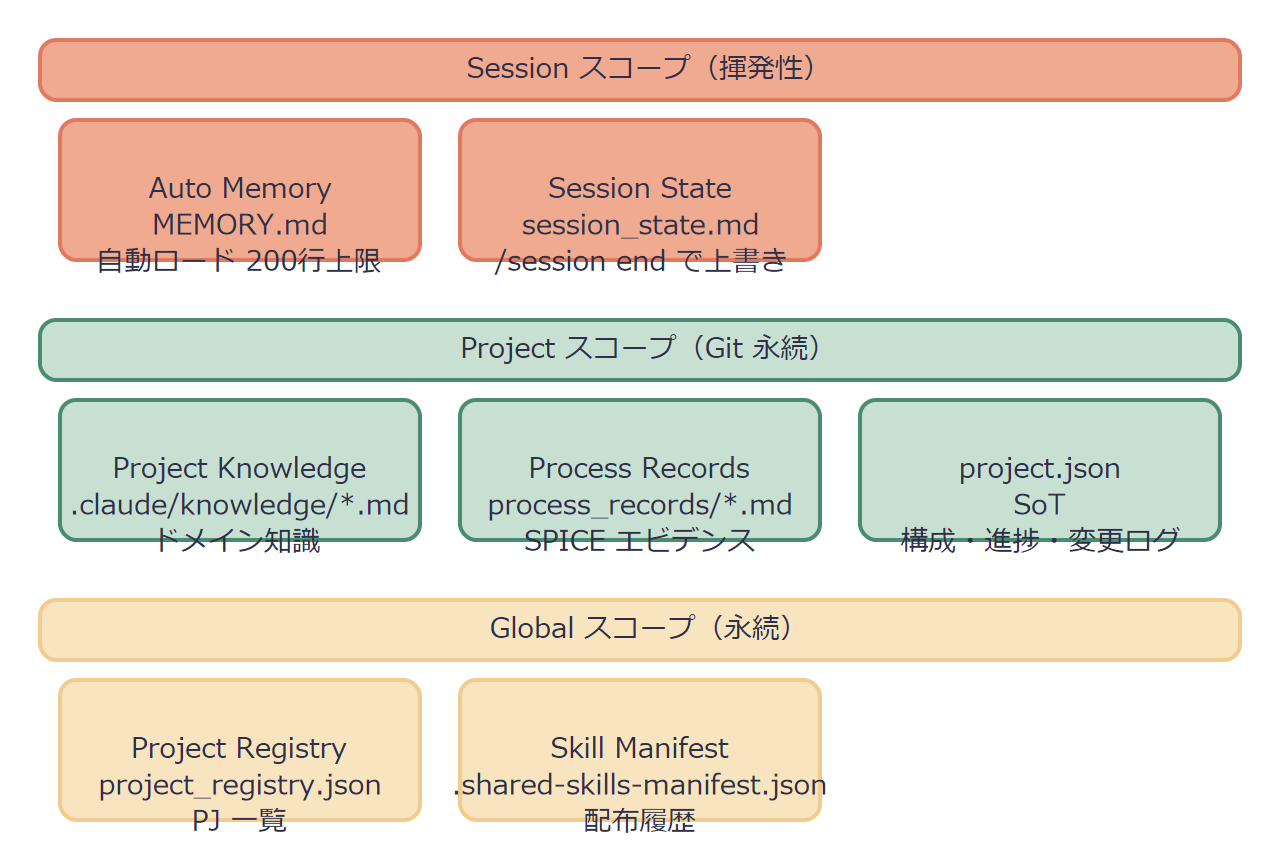 Session スコープ（揮発性）
Auto Memory
MEMORY.md
自動ロード 200行上限
Session State
session_state.md
/session end で上書き
Project スコープ（Git 永続）
Project Knowledge
.claude/knowledge/*.md
ドメイン知識
Process Records
process_records/*.md
SPICE エビデンス
project.json
SoT
構成・進捗・変更ログ
Global スコープ（永続）
Project Registry
project_registry.json
PJ 一覧
Skill Manifest
.shared-skills-manifest.json
配布履歴